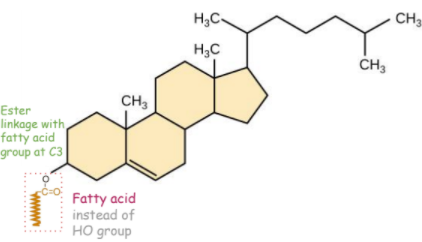 H₃C
CH₃
H₃C
CH₃
CH₃
Ester
linkage with
fatty acid
group at C3
O
C=O
Fatty acid
instead of
HO group